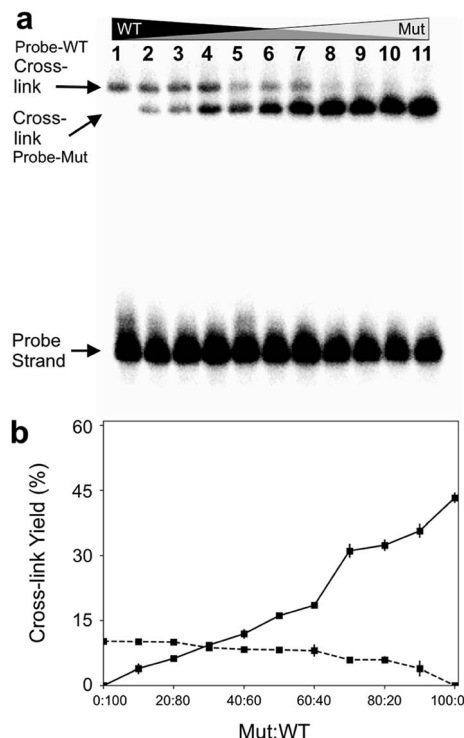 a
WT Mut
Probe-WT
1 2 3 4 5 6 7 8 9 10 11
Cross-
link
Cross-
link
Probe-Mut
Probe
Strand
b
60
45
30
15
0
Cross-link Yield (%)
0:100 20:80 40:60 60:40 80:20 100:0
Mut:WT